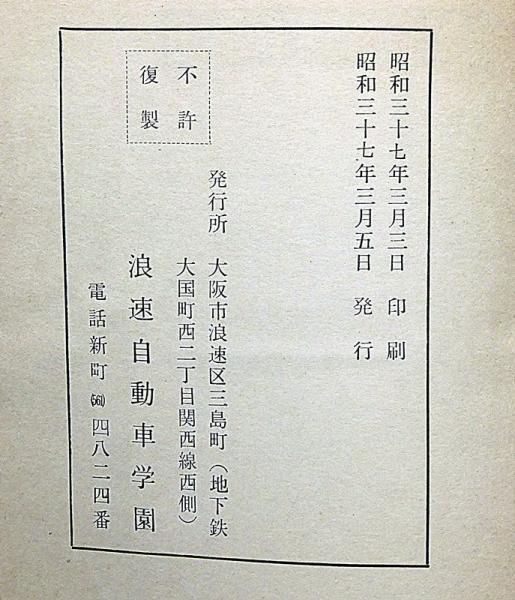 昭和三十七年三月三日 印刷
昭和三十七年三月五日 発行
不許
復製
発行所 大阪市浪速区三島町（地下鉄
大国町西二丁目関西線西側）
浪速自動車学園
電話新町(561)四八二四番